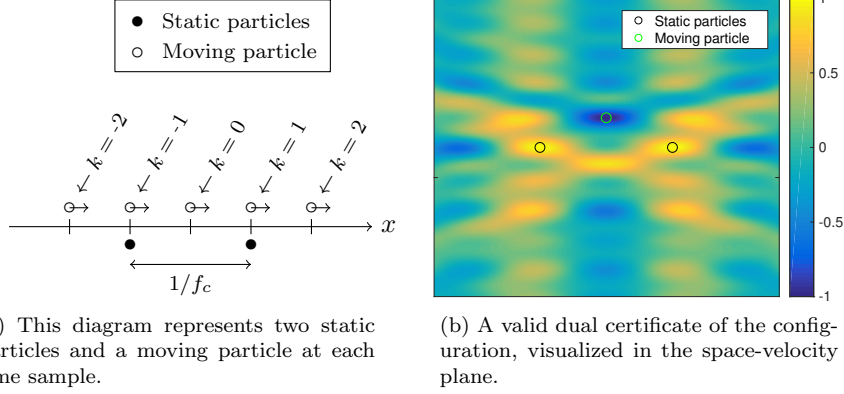 Static particles
Moving particle
k = -2
k = -1
k = 0
k = 1
k = 2
x
1/f_c
) This diagram represents two static
rticles and a moving particle at each
me sample.
Static particles
Moving particle
0.5
0
-0.5
-1
(b) A valid dual certificate of the config-
uration, visualized in the space-velocity
plane.